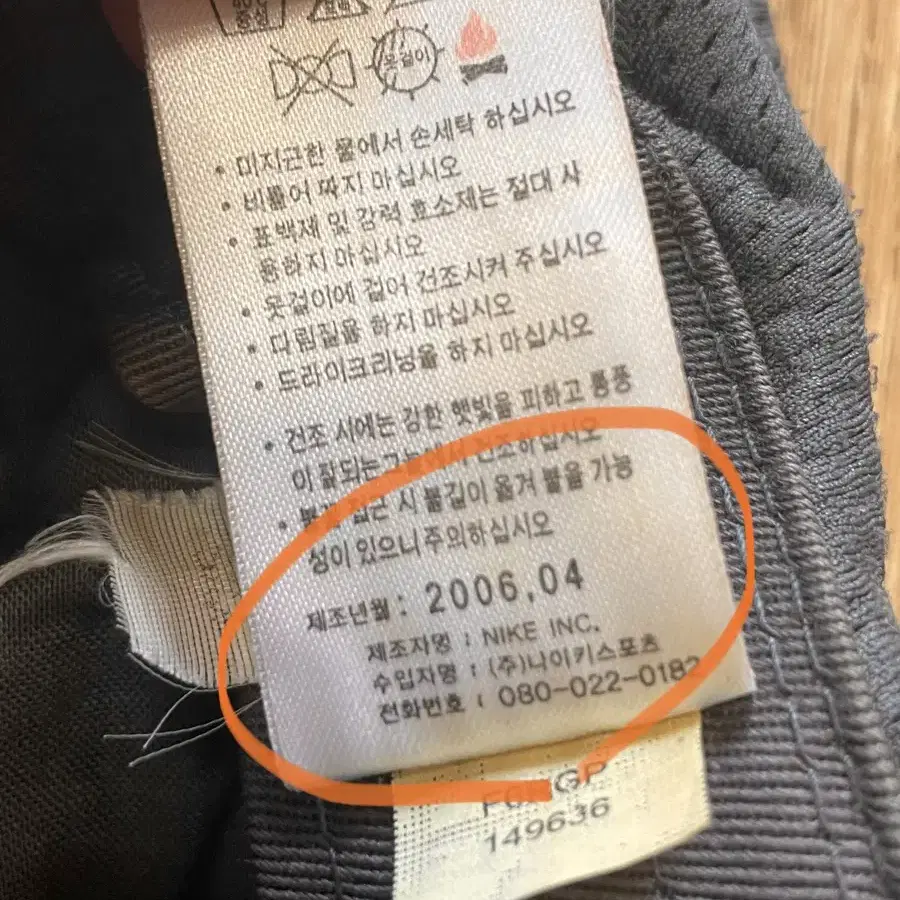 옷걸이
• 미지근한 물에서 손세탁 하십시오
• 비틀어 짜지 마십시오
• 표백제 및 강력 효소제는 절대 사
용하지 마십시오
• 옷걸이에 걸어 건조시켜 주십시오
• 다림질을 하지 마십시오
• 드라이크리닝을 하지 마십시오
• 건조 시에는 강한 햇빛을 피하고 통풍
이 잘되는 그늘에서 건조하십시오
• 접근 시 불길이 옮겨 붙을 가능
성이 있으니 주의하십시오
제조년월 : 2006.04
제조자명 : NIKE INC.
수입자명 : (주)나이키스포츠
전화번호 : 080-022-0182
149636